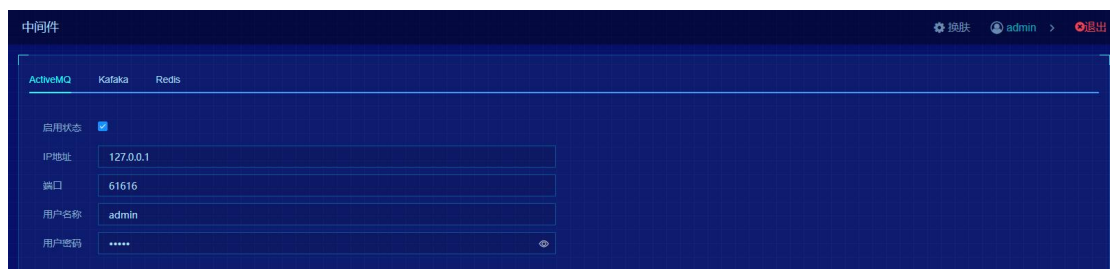 中间件 换肤 admin > 退出
ActiveMQ Kafaka Redis
启用状态
IP地址 127.0.0.1
端口 61616
用户名称 admin
用户密码 •••••